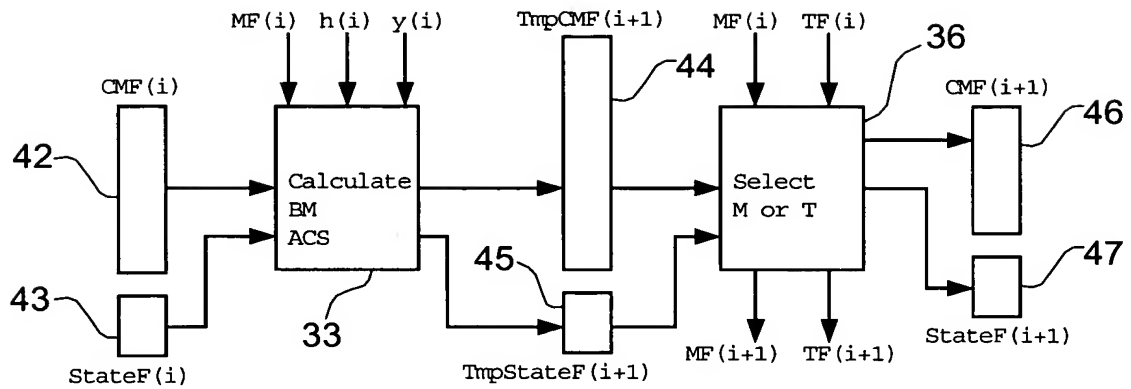 MF(i) h(i) y(i)
TmpCMF(i+1)
MF(i) TF(i)
36
44
CMF(i)
CMF(i+1)
46
42
Calculate
BM
ACS
Select
M or T
45
47
43
33
StateF(i)
TmpStateF(i+1)
MF(i+1) TF(i+1)
StateF(i+1)